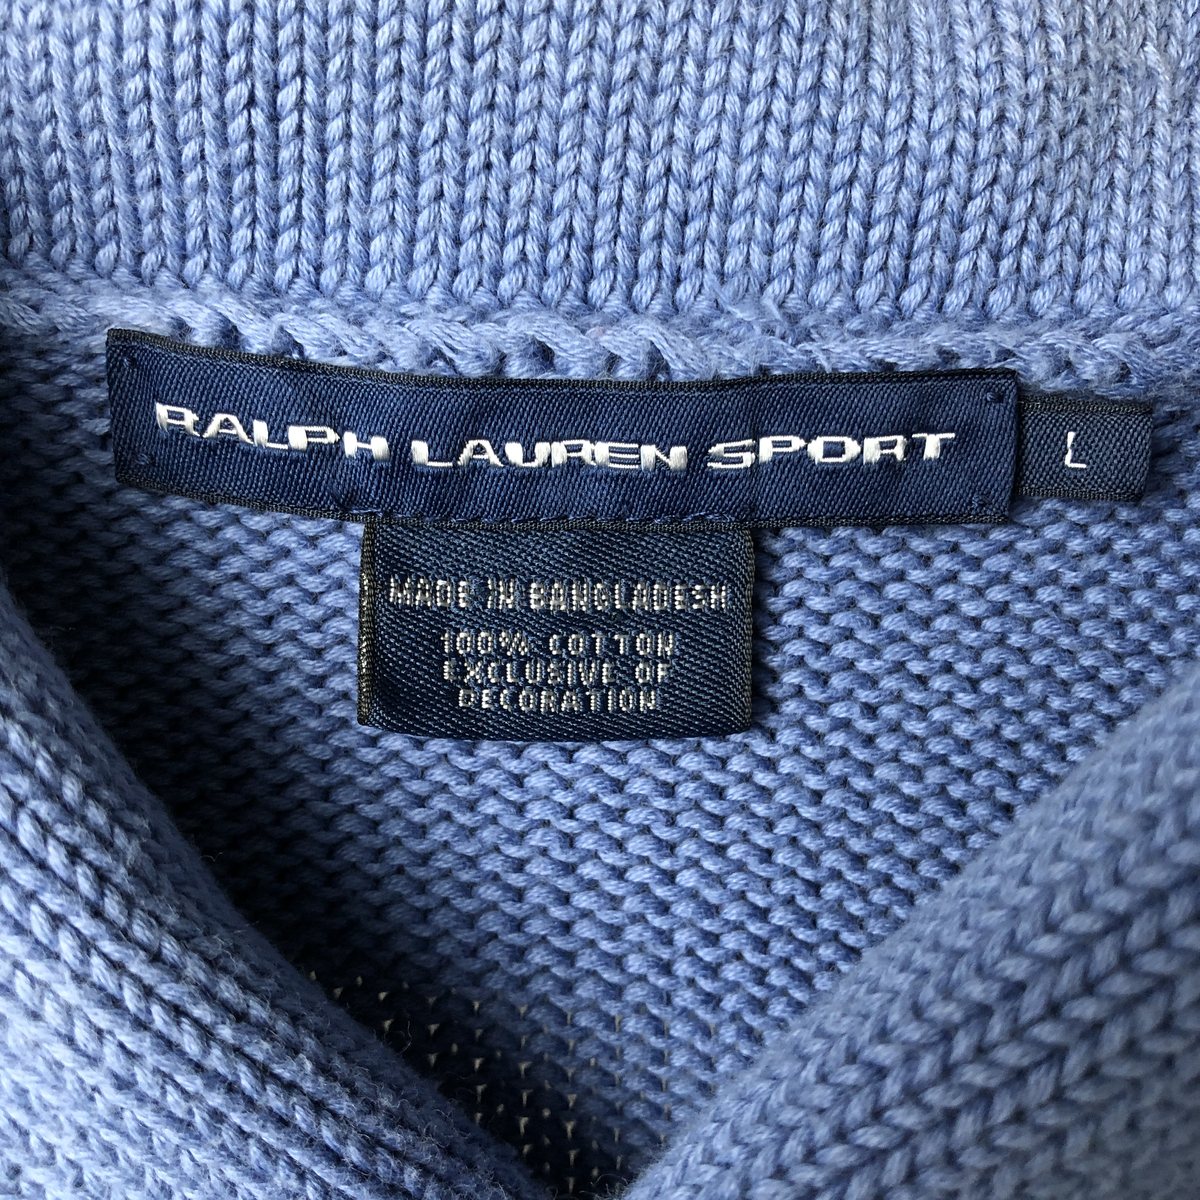 RALPH LAUREN SPORT
L
MADE IN BANGLADESH
100% COTTON
EXCLUSIVE OF
DECORATION